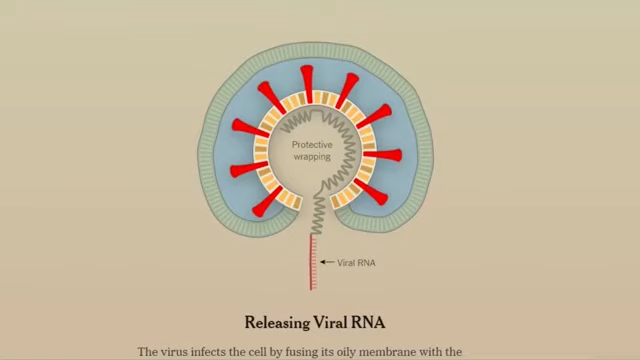 Protective
wrapping
Viral RNA
Releasing Viral RNA
The virus infects the cell by fusing its oily membrane with the